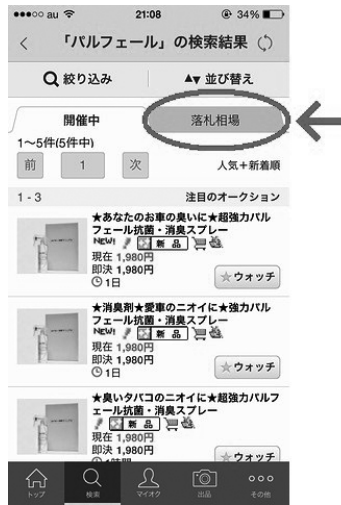 ●●●○○ au 21:08 34%
< 「パルフェール」の検索結果
絞り込み ▲▼ 並び替え
開催中 落札相場
1～5件(5件中)
前 1 次 人気+新着順
1 - 3 注目のオークション
★あなたのお車の臭いに★超強力パル
フェール抗菌・消臭スプレー
NEW! 新品
現在 1,980円
即決 1,980円
1日
☆ウォッチ
★消臭剤★愛車のニオイに★強力パル
フェール抗菌・消臭スプレー
NEW! 新品
現在 1,980円
即決 1,980円
1日
☆ウォッチ
★臭いタバコのニオイに★超強力パルフ
ェール抗菌・消臭スプレー
新品
現在 1,980円
即決 1,980円
☆ウォッチ
トップ 検索 マイオク 出品 その他